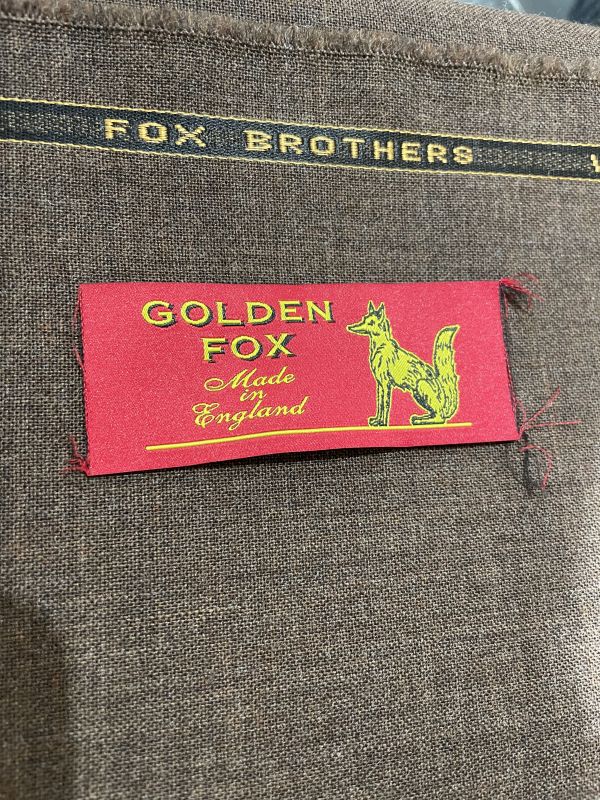 FOX BROTHERS
GOLDEN
FOX
Made
in
England